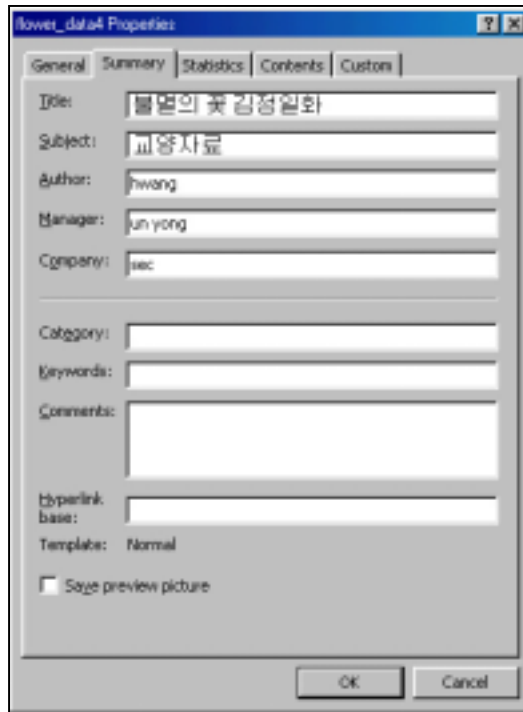 flower_data4 Properties
General Summary Statistics Contents Custom
Title: 불멸의 꽃 김정일화
Subject: 교양자료
Author: hwang
Manager: un yong
Company: sec
Category:
Keywords:
Comments:
Hyperlink
base:
Template: Normal
Save preview picture
OK Cancel